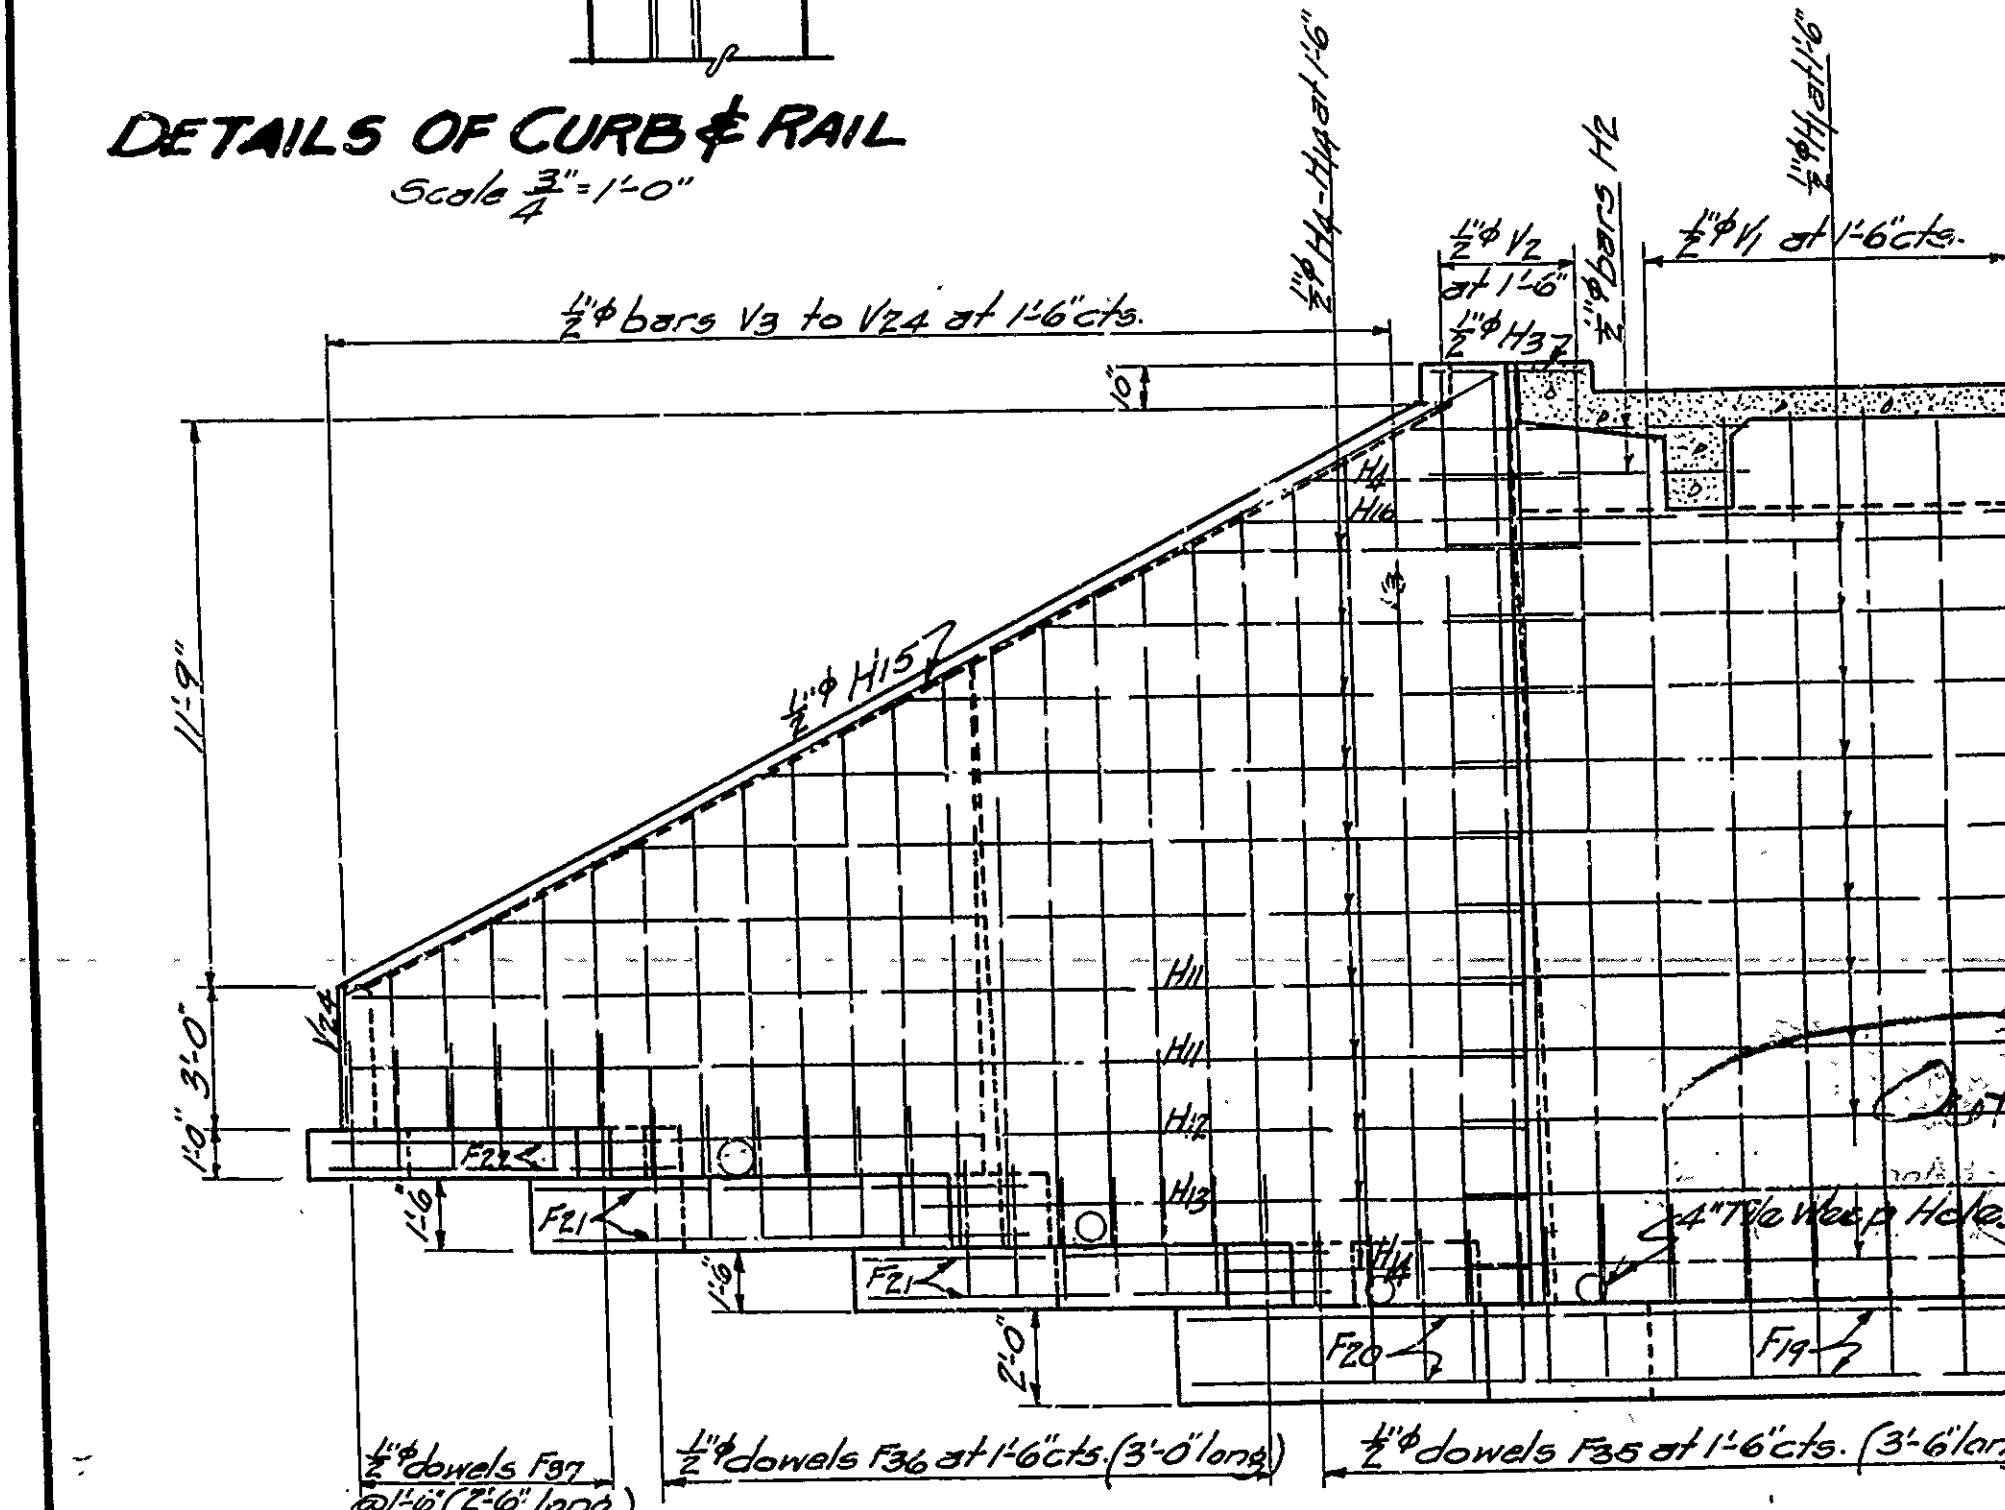 DETAILS OF CURB & RAIL
Scale 3/4" = 1'-0"
1/2"ϕ H4-H14 at 1'-6"
1/2"ϕ bars H2
1/2"ϕ H1 at 1'-6"
1/2"ϕ V2
at 1'-6"
1/2"ϕ V1 at 1'-6"cts.
1/2"ϕ bars V3 to V24 at 1'-6"cts.
1/2"ϕ H3
10"
H4
H16
11'-9"
1/2"ϕ H15
V24
3'-0"
1'-0"
H11
H11
H12
H13
H14
F22
1'-6"
F21
1'-6"
F21
2'-0"
4" Tile Weep Hole
F20
F19
1/2"ϕ dowels F37
@1'-6" (2'-6" long)
1/2"ϕ dowels F36 at 1'-6"cts. (3'-0" long)
1/2"ϕ dowels F35 at 1'-6"cts. (3'-6" lon